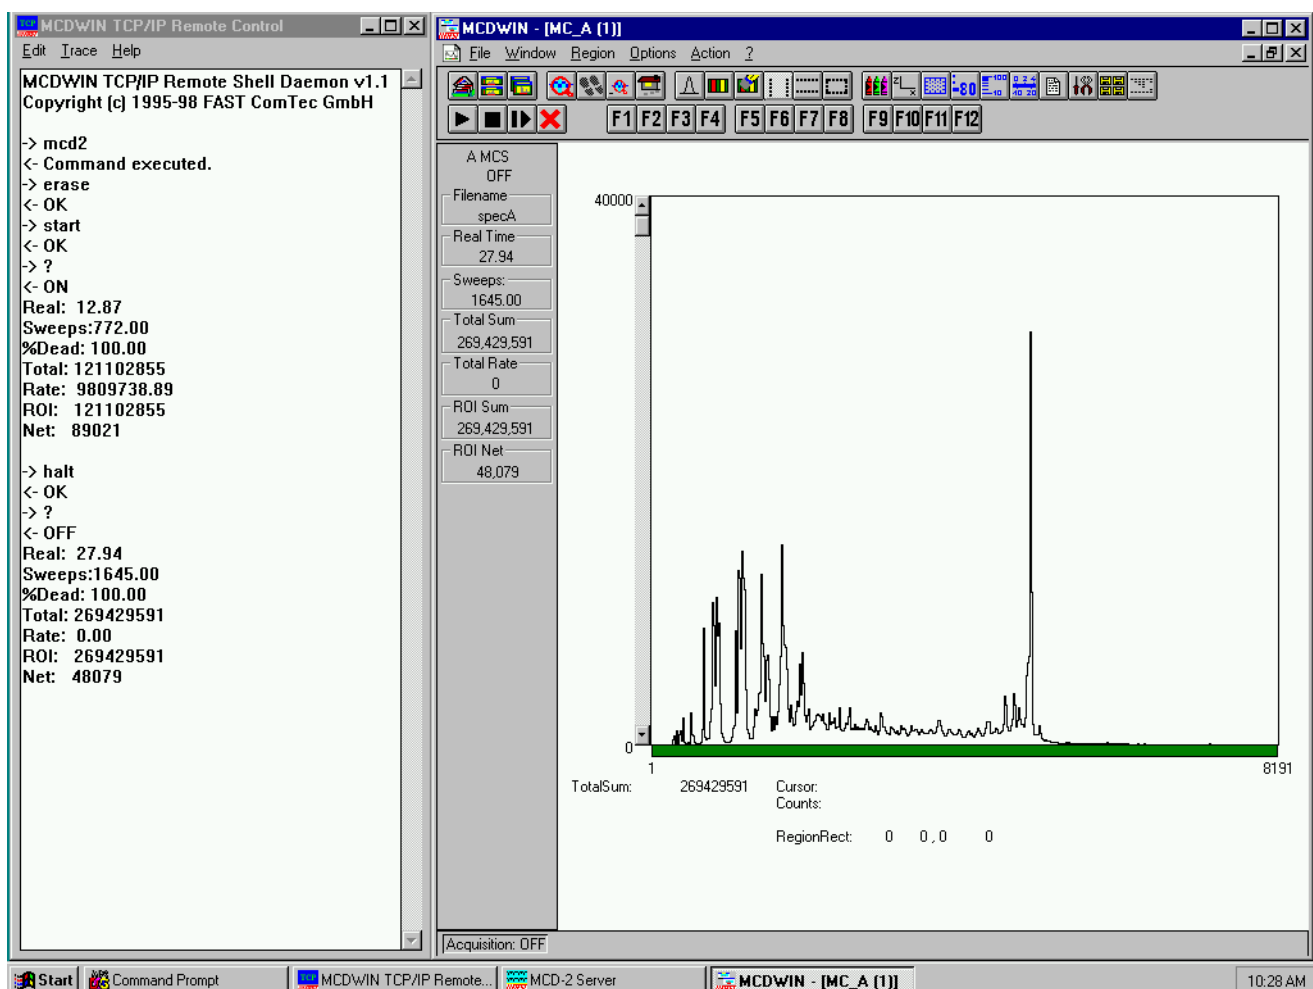 MCDWIN TCP/IP Remote Control
Edit Trace Help
MCDWIN TCP/IP Remote Shell Daemon v1.1
Copyright (c) 1995-98 FAST ComTec GmbH
-> mcd2
<- Command executed.
-> erase
<- OK
-> start
<- OK
-> ?
<- ON
Real: 12.87
Sweeps:772.00
%Dead: 100.00
Total: 121102855
Rate: 9809738.89
ROI: 121102855
Net: 89021
-> halt
<- OK
-> ?
<- OFF
Real: 27.94
Sweeps:1645.00
%Dead: 100.00
Total: 269429591
Rate: 0.00
ROI: 269429591
Net: 48079
MCDWIN - [MC_A (1)]
File Window Region Options Action ?
F1 F2 F3 F4 F5 F6 F7 F8 F9 F10 F11 F12
A MCS
OFF
Filename
specA
Real Time
27.94
Sweeps:
1645.00
Total Sum
269,429,591
Total Rate
0
ROI Sum
269,429,591
ROI Net
48,079
40000
0
1 8191
TotalSum: 269429591 Cursor:
Counts:
RegionRect: 0 0 , 0 0
Acquisition: OFF
Start Command Prompt MCDWIN TCP/IP Remote... MCD-2 Server MCDWIN - [MC_A (1)] 10:28 AM